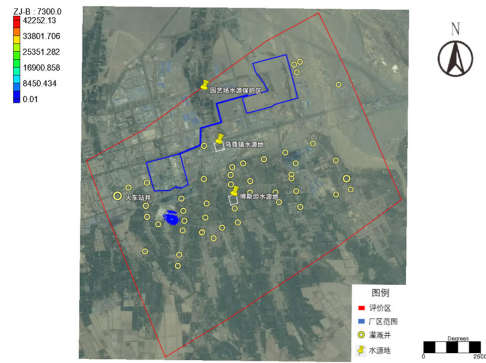 ZJ-B : 7300.0
42252.13
33801.706
25351.282
16900.858
8450.434
0.01
N
园艺场水源保护区
乌尊镇水源地
博斯坦水源地
火车站井
图例
评价区
厂区范围
灌溉井
水源地
Degrees
0
2600